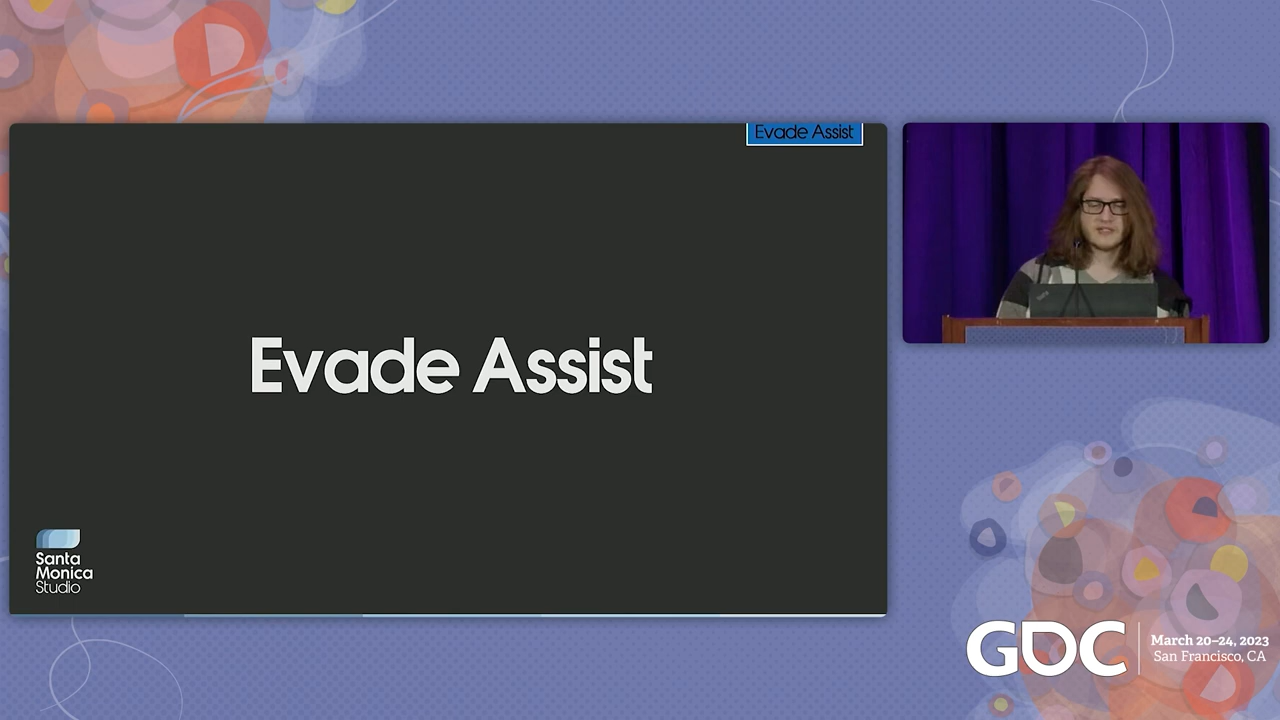 Evade Assist
Evade Assist
Santa
Monica
Studio
GDC
March 20–24, 2023
San Francisco, CA